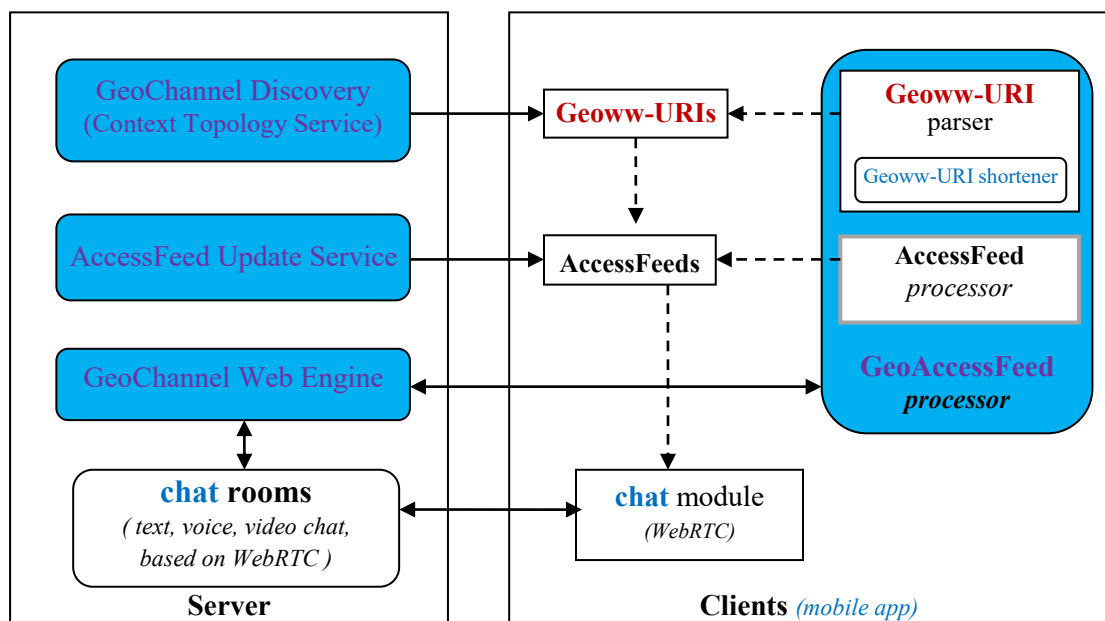 GeoChannel Discovery
(Context Topology Service)
AccessFeed Update Service
GeoChannel Web Engine
chat rooms
( text, voice, video chat,
based on WebRTC )
Server
Geoww-URIs
AccessFeeds
chat module
(WebRTC)
Geoww-URI
parser
Geoww-URI shortener
AccessFeed
processor
GeoAccessFeed
processor
Clients (mobile app)